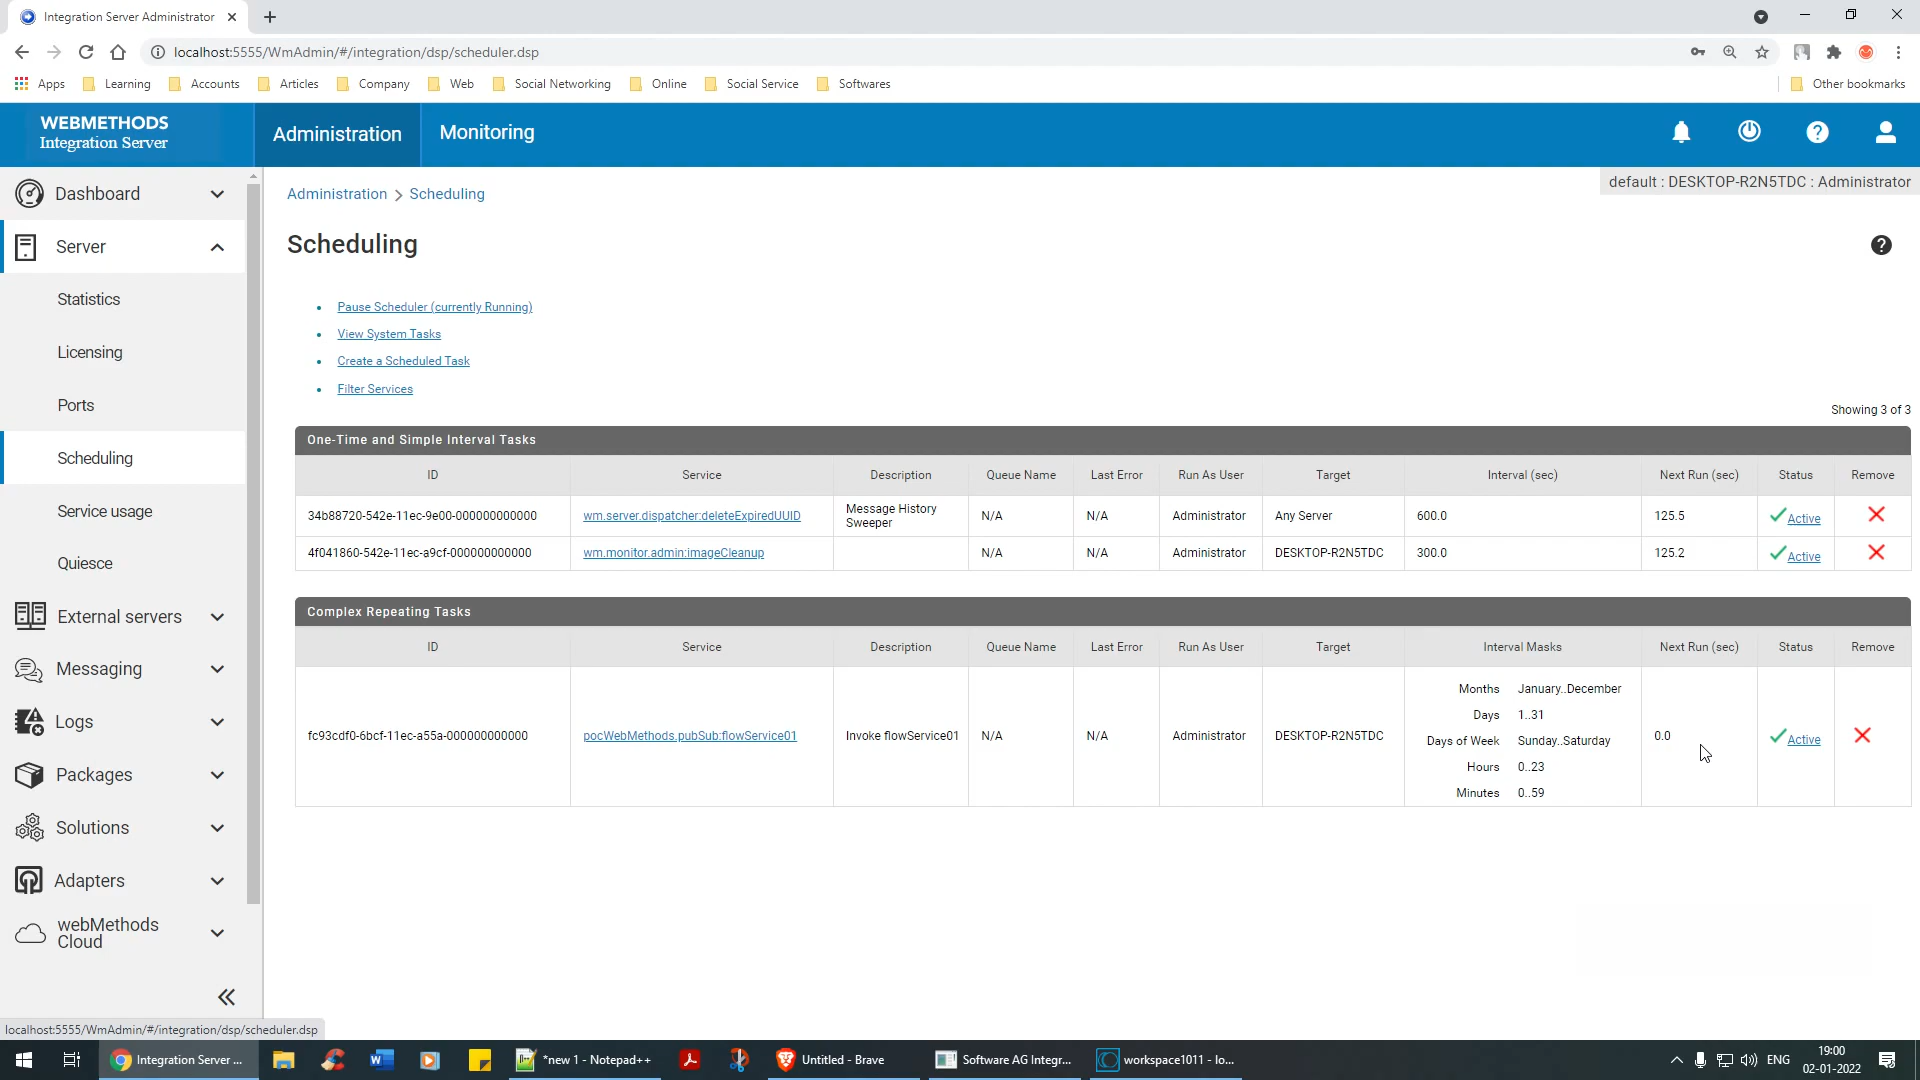 Integration Server Administrator
localhost:5555/WmAdmin/#/integration/dsp/scheduler.dsp
Apps Learning Accounts Articles Company Web Social Networking Online Social Service Softwares Other bookmarks
WEBMETHODS
Integration Server
Administration Monitoring
default : DESKTOP-R2N5TDC : Administrator
Dashboard
Server
Statistics
Licensing
Ports
Scheduling
Service usage
Quiesce
External servers
Messaging
Logs
Packages
Solutions
Adapters
webMethods
Cloud
Administration > Scheduling
Scheduling
Pause Scheduler (currently Running)
View System Tasks
Create a Scheduled Task
Filter Services
Showing 3 of 3
One-Time and Simple Interval Tasks
ID Service Description Queue Name Last Error Run As User Target Interval (sec) Next Run (sec) Status Remove
34b88720-542e-11ec-9e00-000000000000 wm.server.dispatcher:deleteExpiredUUID Message History Sweeper N/A N/A Administrator Any Server 600.0 125.5 Active
4f041860-542e-11ec-a9cf-000000000000 wm.monitor.admin:imageCleanup N/A N/A Administrator DESKTOP-R2N5TDC 300.0 125.2 Active
Complex Repeating Tasks
ID Service Description Queue Name Last Error Run As User Target Interval Masks Next Run (sec) Status Remove
fc93cdf0-6bcf-11ec-a55a-000000000000 pocWebMethods.pubSub:flowService01 Invoke flowService01 N/A N/A Administrator DESKTOP-R2N5TDC
Months January..December
Days 1..31
Days of Week Sunday..Saturday
Hours 0..23
Minutes 0..59
0.0 Active
localhost:5555/WmAdmin/#/integration/dsp/scheduler.dsp
Integration Server ... *new 1 - Notepad++ Untitled - Brave Software AG Integr... workspace1011 - lo... ENG
19:00
02-01-2022